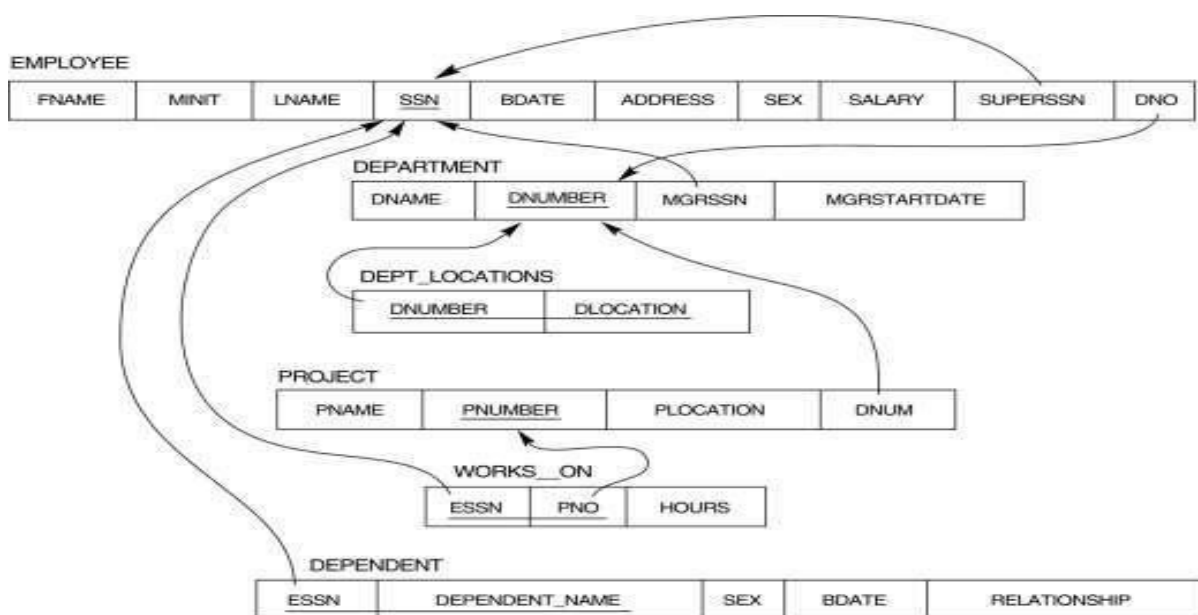 EMPLOYEE
FNAME MINIT LNAME SSN BDATE ADDRESS SEX SALARY SUPERSSN DNO
DEPARTMENT
DNAME DNUMBER MGRSSN MGRSTARTDATE
DEPT_LOCATIONS
DNUMBER DLOCATION
PROJECT
PNAME PNUMBER PLOCATION DNUM
WORKS__ON
ESSN PNO HOURS
DEPENDENT
ESSN DEPENDENT_NAME SEX BDATE RELATIONSHIP